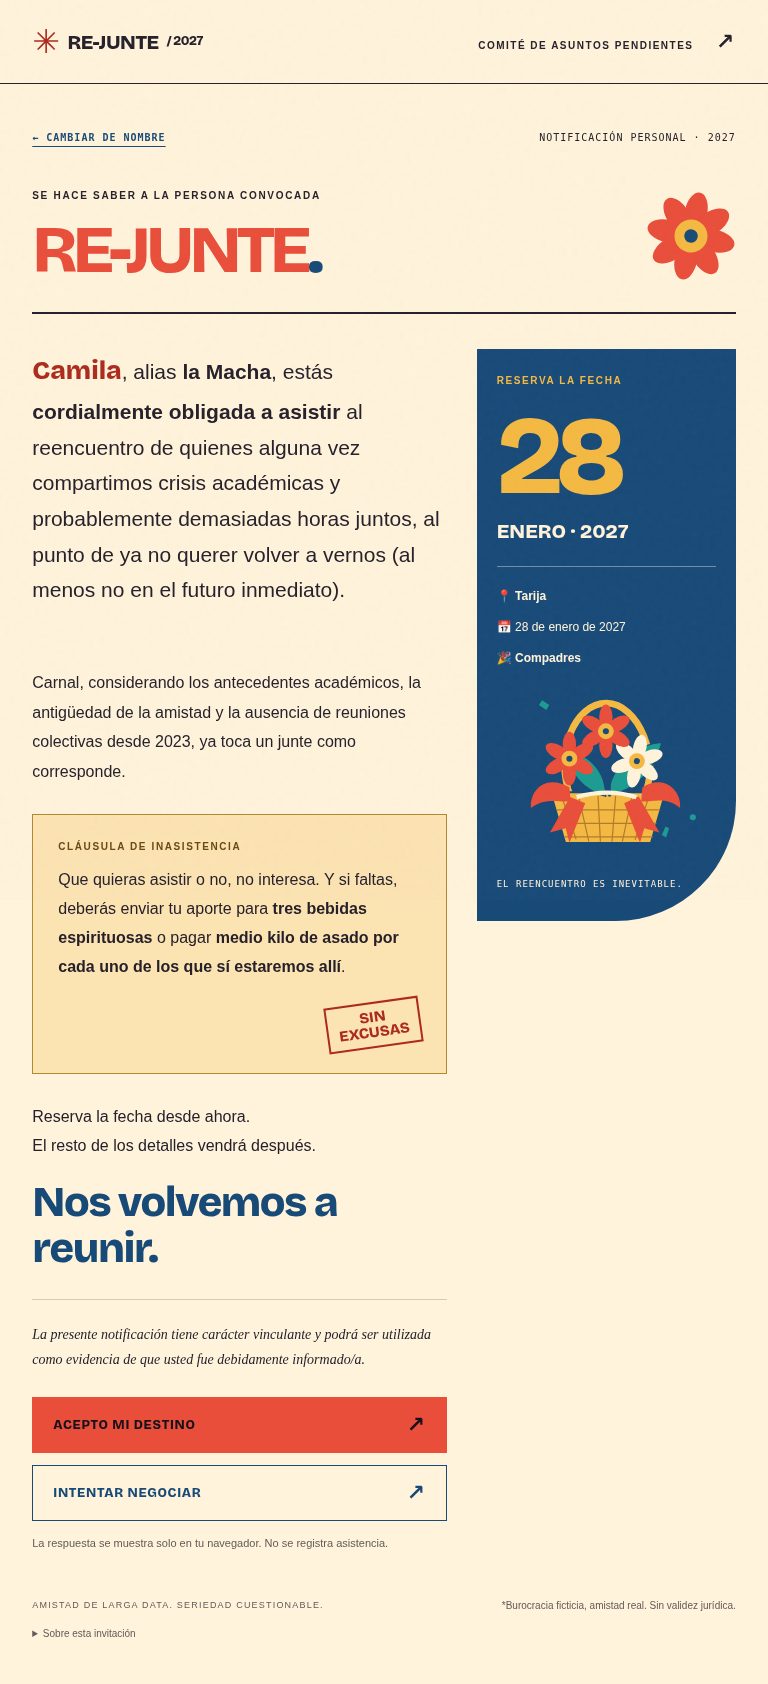 RE-JUNTE / 2027
COMITÉ DE ASUNTOS PENDIENTES ↗
← CAMBIAR DE NOMBRE
NOTIFICACIÓN PERSONAL · 2027
SE HACE SABER A LA PERSONA CONVOCADA
RE-JUNTE.
Camila, alias la Macha, estás
cordialmente obligada a asistir al
reencuentro de quienes alguna vez
compartimos crisis académicas y
probablemente demasiadas horas juntos, al
punto de ya no querer volver a vernos (al
menos no en el futuro inmediato).
Carnal, considerando los antecedentes académicos, la
antigüedad de la amistad y la ausencia de reuniones
colectivas desde 2023, ya toca un junte como
corresponde.
CLÁUSULA DE INASISTENCIA
Que quieras asistir o no, no interesa. Y si faltas,
deberás enviar tu aporte para tres bebidas
espirituosas o pagar medio kilo de asado por
cada uno de los que sí estaremos allí.
SIN
EXCUSAS
Reserva la fecha desde ahora.
El resto de los detalles vendrá después.
Nos volvemos a
reunir.
La presente notificación tiene carácter vinculante y podrá ser utilizada
como evidencia de que usted fue debidamente informado/a.
ACEPTO MI DESTINO ↗
INTENTAR NEGOCIAR ↗
La respuesta se muestra solo en tu navegador. No se registra asistencia.
RESERVA LA FECHA
28
ENERO · 2027
📍 Tarija
📅 28 de enero de 2027
🎉 Compadres
EL REENCUENTRO ES INEVITABLE.
AMISTAD DE LARGA DATA. SERIEDAD CUESTIONABLE.
*Burocracia ficticia, amistad real. Sin validez jurídica.
▶ Sobre esta invitación